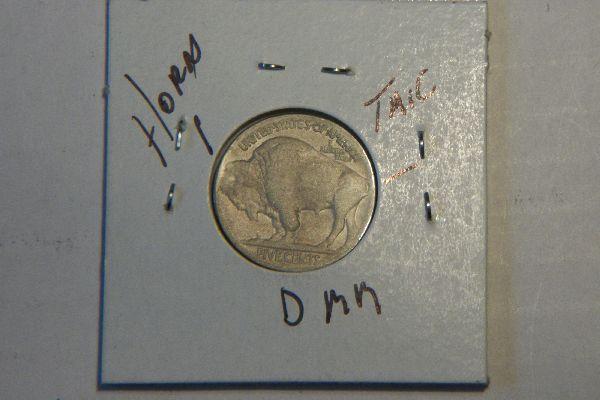 HORN
TAIL
UNITED STATES OF AMERICA
FIVE CENTS
D MM